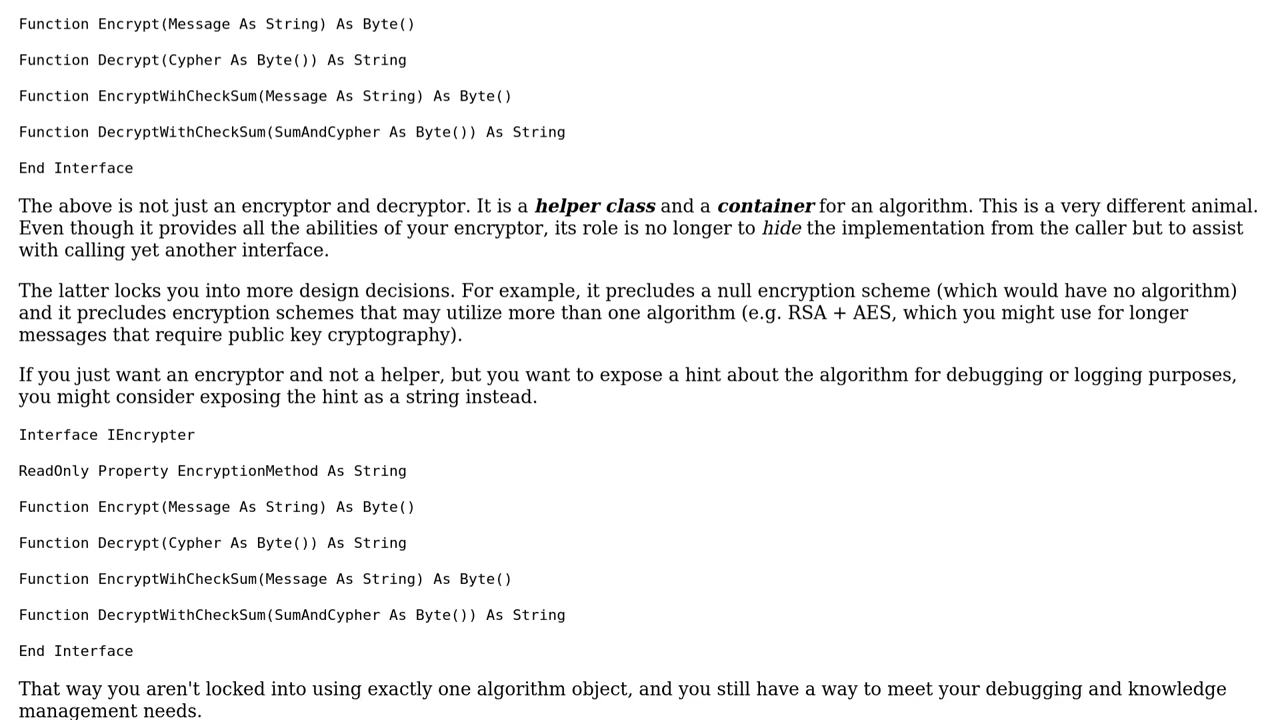 Function Encrypt(Message As String) As Byte()
Function Decrypt(Cypher As Byte()) As String
Function EncryptWihCheckSum(Message As String) As Byte()
Function DecryptWithCheckSum(SumAndCypher As Byte()) As String
End Interface
The above is not just an encryptor and decryptor. It is a helper class and a container for an algorithm. This is a very different animal.
Even though it provides all the abilities of your encryptor, its role is no longer to hide the implementation from the caller but to assist
with calling yet another interface.
The latter locks you into more design decisions. For example, it precludes a null encryption scheme (which would have no algorithm)
and it precludes encryption schemes that may utilize more than one algorithm (e.g. RSA + AES, which you might use for longer
messages that require public key cryptography).
If you just want an encryptor and not a helper, but you want to expose a hint about the algorithm for debugging or logging purposes,
you might consider exposing the hint as a string instead.
Interface IEncrypter
ReadOnly Property EncryptionMethod As String
Function Encrypt(Message As String) As Byte()
Function Decrypt(Cypher As Byte()) As String
Function EncryptWihCheckSum(Message As String) As Byte()
Function DecryptWithCheckSum(SumAndCypher As Byte()) As String
End Interface
That way you aren't locked into using exactly one algorithm object, and you still have a way to meet your debugging and knowledge
management needs.